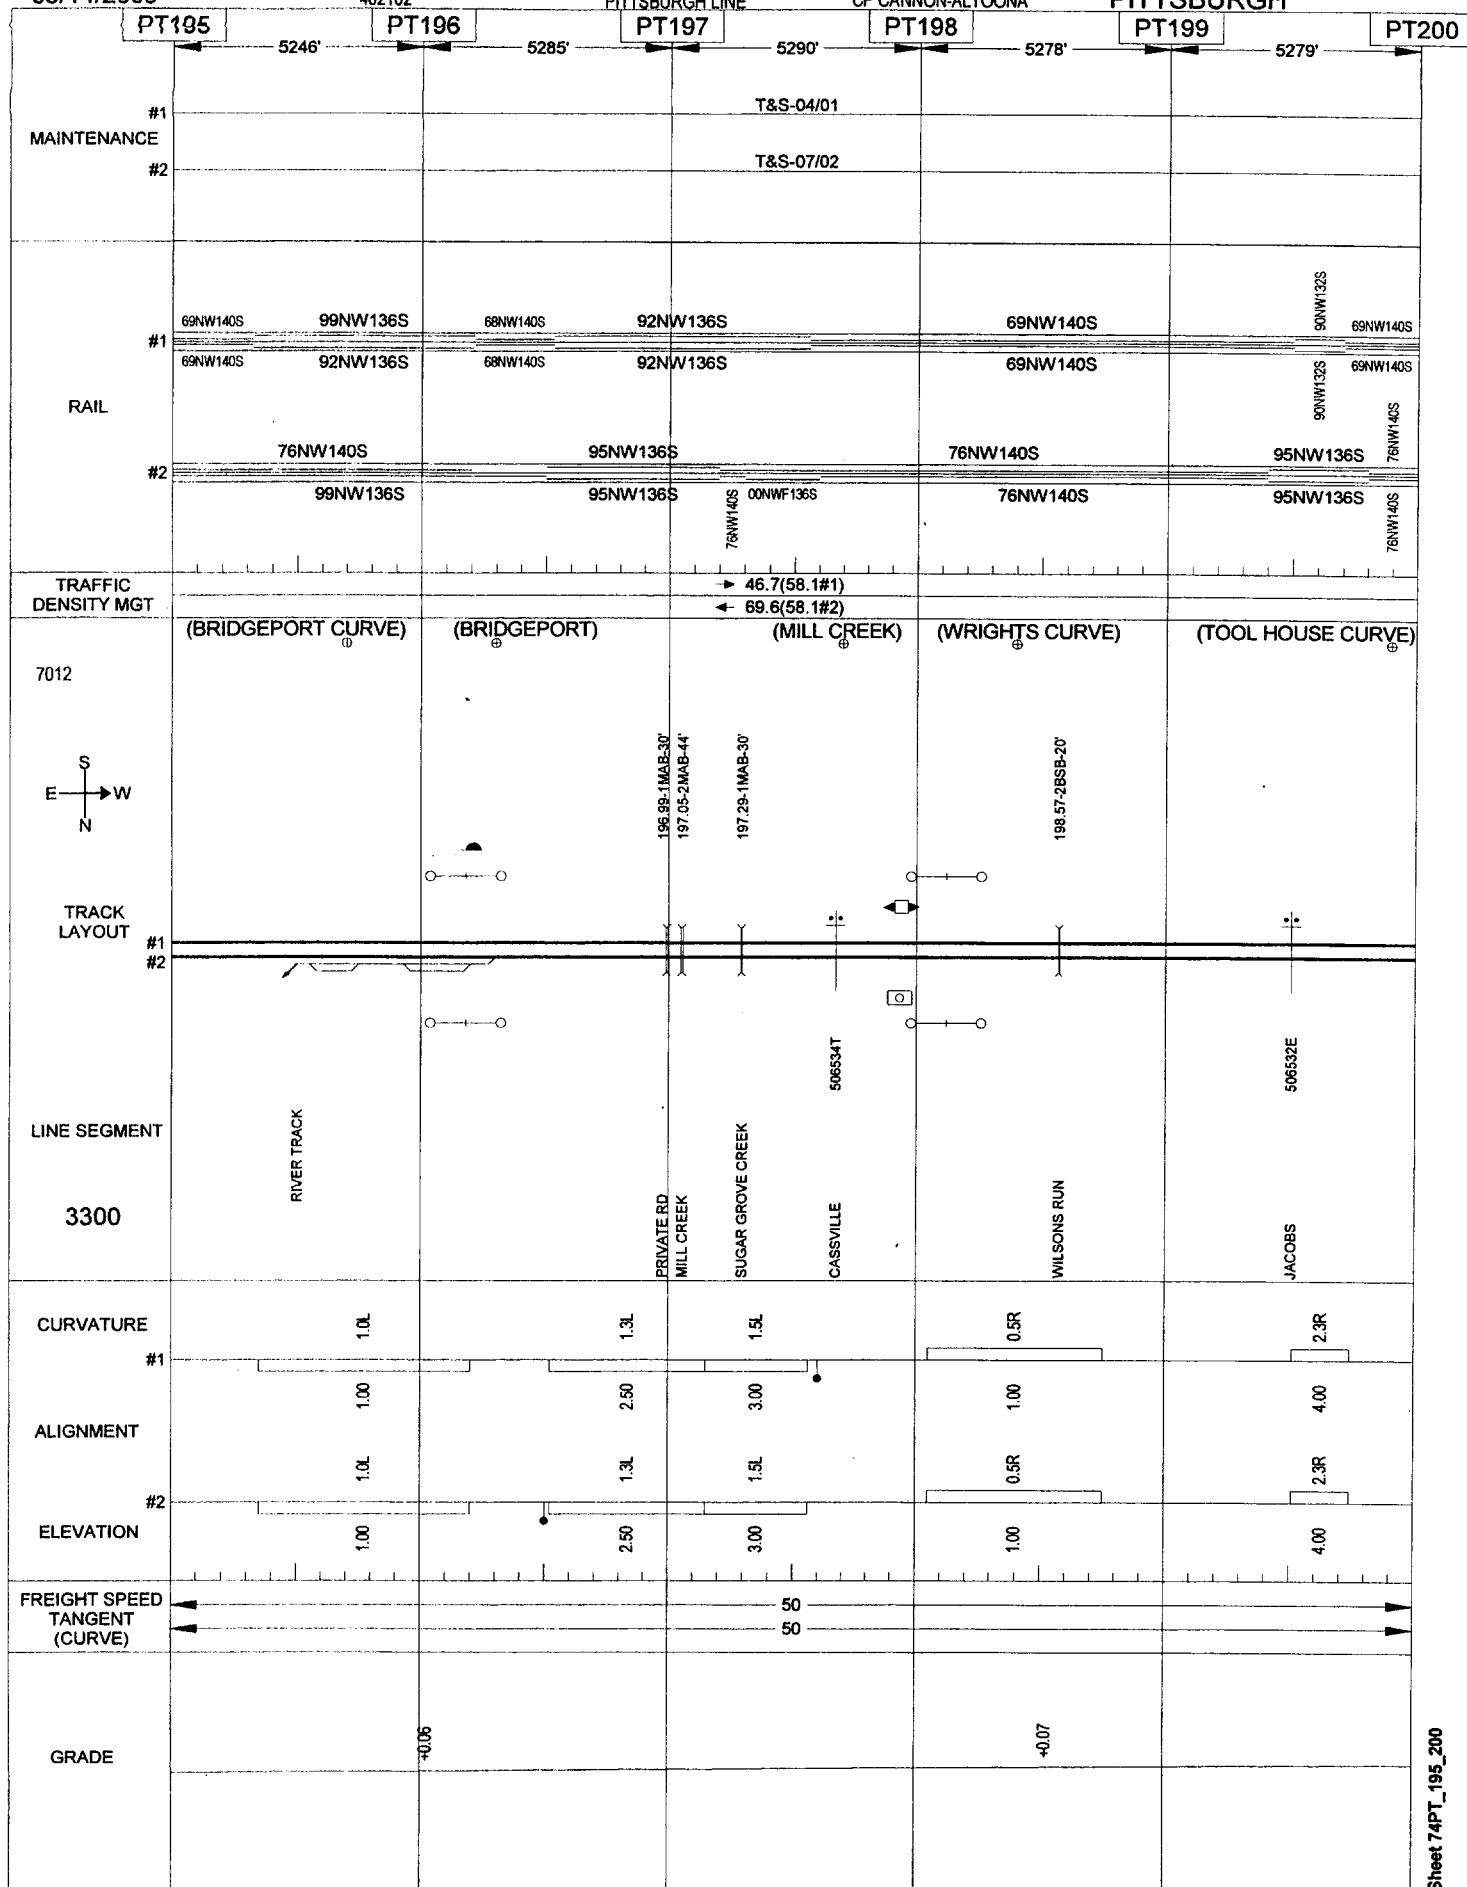 402102 PITTSBURGH LINE CP CANNON-ALTOONA PITTSBURGH
PT195 PT196 PT197 PT198 PT199 PT200
5246' 5285' 5290' 5278' 5279'
#1 T&S-04/01
MAINTENANCE
#2 T&S-07/02
90NW132S
69NW140S 99NW136S 68NW140S 92NW136S 69NW140S 69NW140S
#1
69NW140S 92NW136S 68NW140S 92NW136S 69NW140S 69NW140S
90NW132S
RAIL
76NW140S
76NW140S 95NW136S 76NW140S 95NW136S
#2
99NW136S 95NW136S 00NWF136S 76NW140S 95NW136S
76NW140S 76NW140S
TRAFFIC
DENSITY MGT
46.7(58.1#1)
69.6(58.1#2)
(BRIDGEPORT CURVE) (BRIDGEPORT) (MILL CREEK) (WRIGHTS CURVE) (TOOL HOUSE CURVE)
7012
S
E W
N
196.99-1MAB-30'
197.05-2MAB-44'
197.29-1MAB-30'
198.57-2BSB-20'
TRACK
LAYOUT
#1
#2
506534T
506532E
LINE SEGMENT
3300
RIVER TRACK
PRIVATE RD
MILL CREEK
SUGAR GROVE CREEK
CASSVILLE
WILSONS RUN
JACOBS
CURVATURE
1.0L 1.3L 1.5L 0.5R 2.3R
#1
1.00 2.50 3.00 1.00 4.00
ALIGNMENT
1.0L 1.3L 1.5L 0.5R 2.3R
#2
ELEVATION
1.00 2.50 3.00 1.00 4.00
FREIGHT SPEED
TANGENT
(CURVE)
50
50
GRADE
+0.06 +0.07
Sheet 74PT_195_200